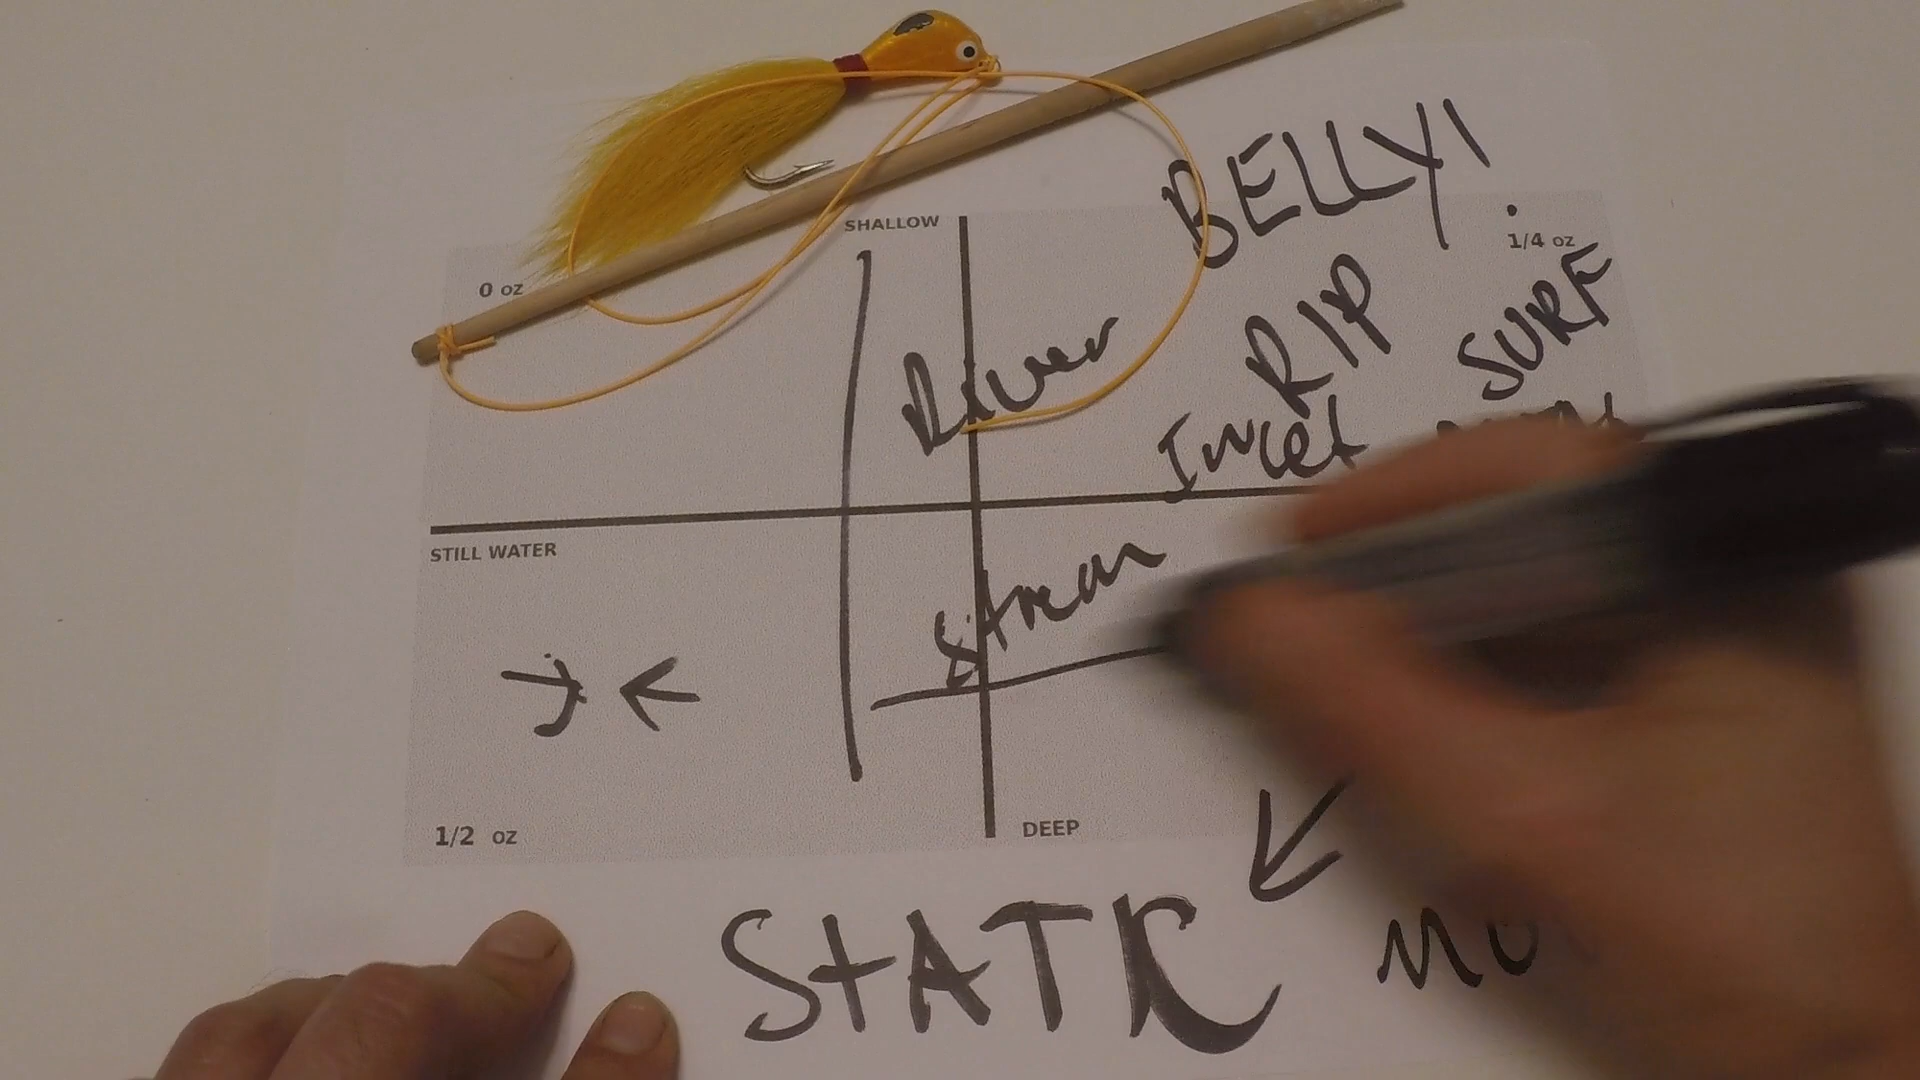 BELLY!
SHALLOW
1/4 oz
0 oz
RIP
SURF
River
Inlet
STILL WATER
Stream
1/2 oz
DEEP
STATIC